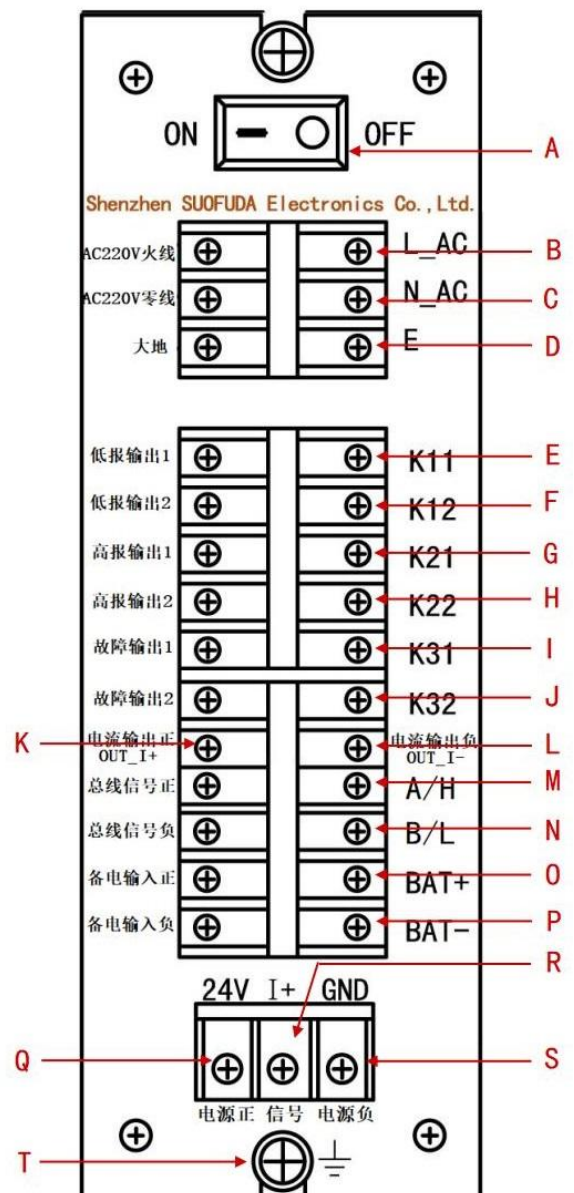 ON OFF
A
Shenzhen SUOFUDA Electronics Co.,Ltd.
AC220V火线 L_AC B
AC220V零线 N_AC C
大地 E D
低报输出1 K11 E
低报输出2 K12 F
高报输出1 K21 G
高报输出2 K22 H
故障输出1 K31 I
故障输出2 K32 J
K 电流输出正 电流输出负 L
OUT_I+ OUT_I-
总线信号正 A/H M
总线信号负 B/L N
备电输入正 BAT+ O
备电输入负 BAT- P
R
24V I+ GND
Q S
电源正 信号 电源负
T